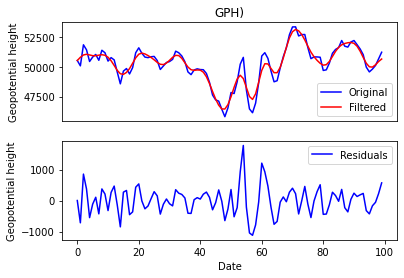 GPH)
Geopotential height
52500
50000
47500
Original
Filtered
Geopotential height
1000
0
−1000
Residuals
0 20 40 60 80 100
Date